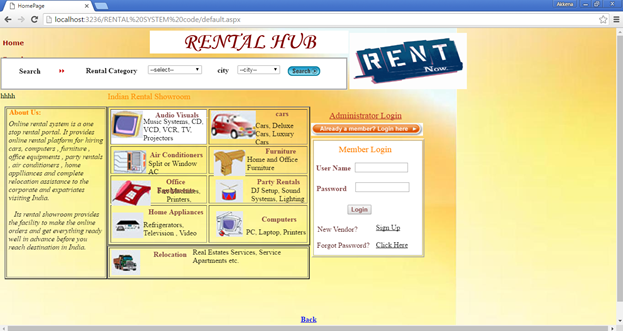 HomePage
Akkima
localhost:3236/RENTAL %20SYSTEM%20code/default.aspx
Home
RENTAL HUB
RENT
Now.
Search
Rental Category
--select--
city
--city--
Search >
hhhh
Indian Rental Showroom
About Us:
Online rental system is a one
stop rental portal. It provides
online rental platform for hiring
cars, computers , furniture ,
office equipments , party rentals
, air conditioners , home
appliances and complete
relocation assistance to the
corporate and expatriates
visiting India.
Its rental showroom provides
the facility to make the online
orders and get everything ready
well in advance before you
reach destination in India.
Audio Visuals
Music Systems, CD,
VCD, VCR, TV,
Projectors
cars
Cars, Deluxe
Cars, Luxury
Cars
Air Conditioners
Split or Window
AC
Furniture
Home and Office
Furniture
Office
Printers,
Party Rentals
DJ Setup, Sound
Systems, Lighting
Home Appliances
Refrigerators,
Television , Video
Computers
PC, Laptop, Printers
Relocation
Real Estates Services, Service
Apartments etc.
Administrator Login
Already a member? Login here
Member Login
User Name
Password
Login
New Vendor?
Sign Up
Forgot Password?
Click Here
Back